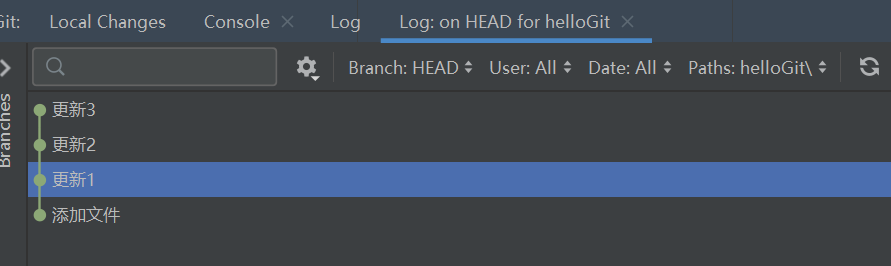 Git: Local Changes Console Log Log: on HEAD for helloGit
Branch: HEAD User: All Date: All Paths: helloGit\
Branches
更新3
更新2
更新1
添加文件